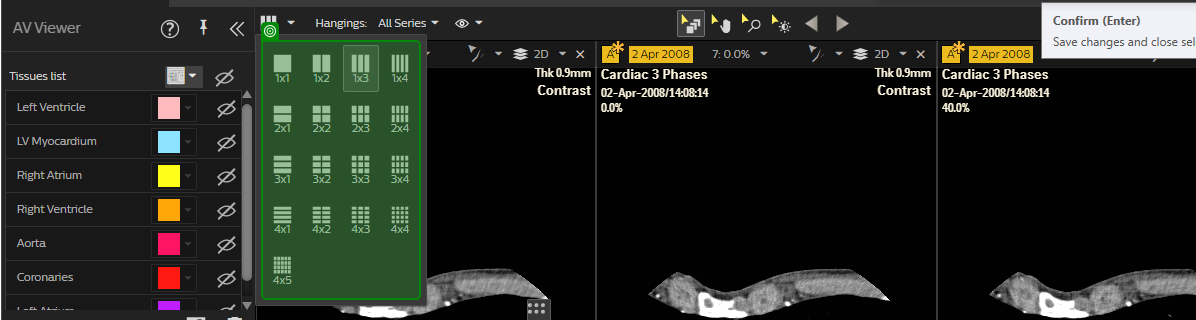 AV Viewer
Hangings: All Series
Confirm (Enter)
Save changes and close sel
Tissues list
Left Ventricle
LV Myocardium
Right Atrium
Right Ventricle
Aorta
Coronaries
Left Atrium
1x1 1x2 1x3 1x4
2x1 2x2 2x3 2x4
3x1 3x2 3x3 3x4
4x1 4x2 4x3 4x4
4x5
2D
Thk 0.9mm
Contrast
A 2 Apr 2008 7: 0.0% 2D
Cardiac 3 Phases
02-Apr-2008/14:08:14
0.0%
Thk 0.9mm
Contrast
A 2 Apr 2008
Cardiac 3 Phases
02-Apr-2008/14:08:14
40.0%